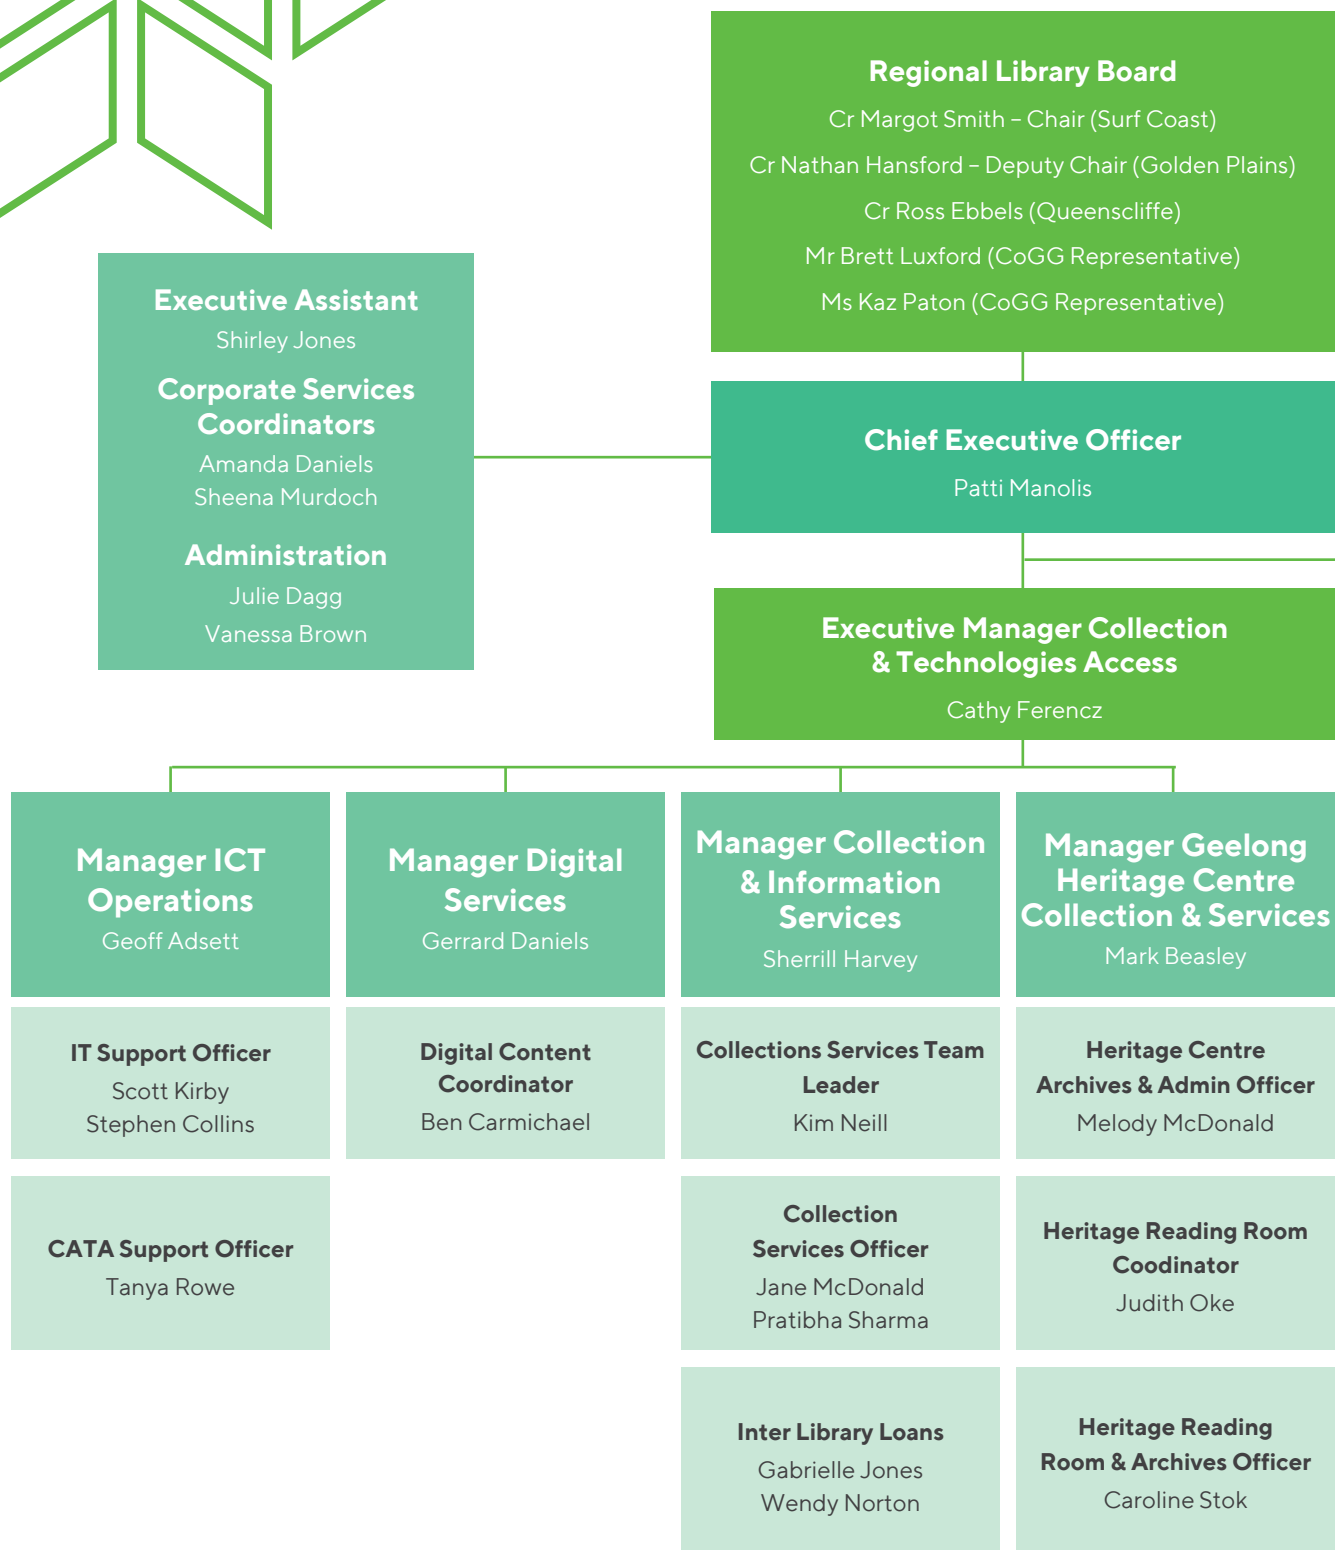 Regional Library Board
Cr Margot Smith – Chair (Surf Coast)
Cr Nathan Hansford – Deputy Chair (Golden Plains)
Cr Ross Ebbels (Queenscliffe)
Mr Brett Luxford (CoGG Representative)
Ms Kaz Paton (CoGG Representative)
Executive Assistant
Shirley Jones
Corporate Services
Coordinators
Amanda Daniels
Sheena Murdoch
Administration
Julie Dagg
Vanessa Brown
Chief Executive Officer
Patti Manolis
Executive Manager Collection
& Technologies Access
Cathy Ferencz
Manager ICT
Operations
Geoff Adsett
Manager Digital
Services
Gerrard Daniels
Manager Collection
& Information
Services
Sherrill Harvey
Manager Geelong
Heritage Centre
Collection & Services
Mark Beasley
IT Support Officer
Scott Kirby
Stephen Collins
Digital Content
Coordinator
Ben Carmichael
Collections Services Team
Leader
Kim Neill
Heritage Centre
Archives & Admin Officer
Melody McDonald
CATA Support Officer
Tanya Rowe
Collection
Services Officer
Jane McDonald
Pratibha Sharma
Heritage Reading Room
Coodinator
Judith Oke
Inter Library Loans
Gabrielle Jones
Wendy Norton
Heritage Reading
Room & Archives Officer
Caroline Stok